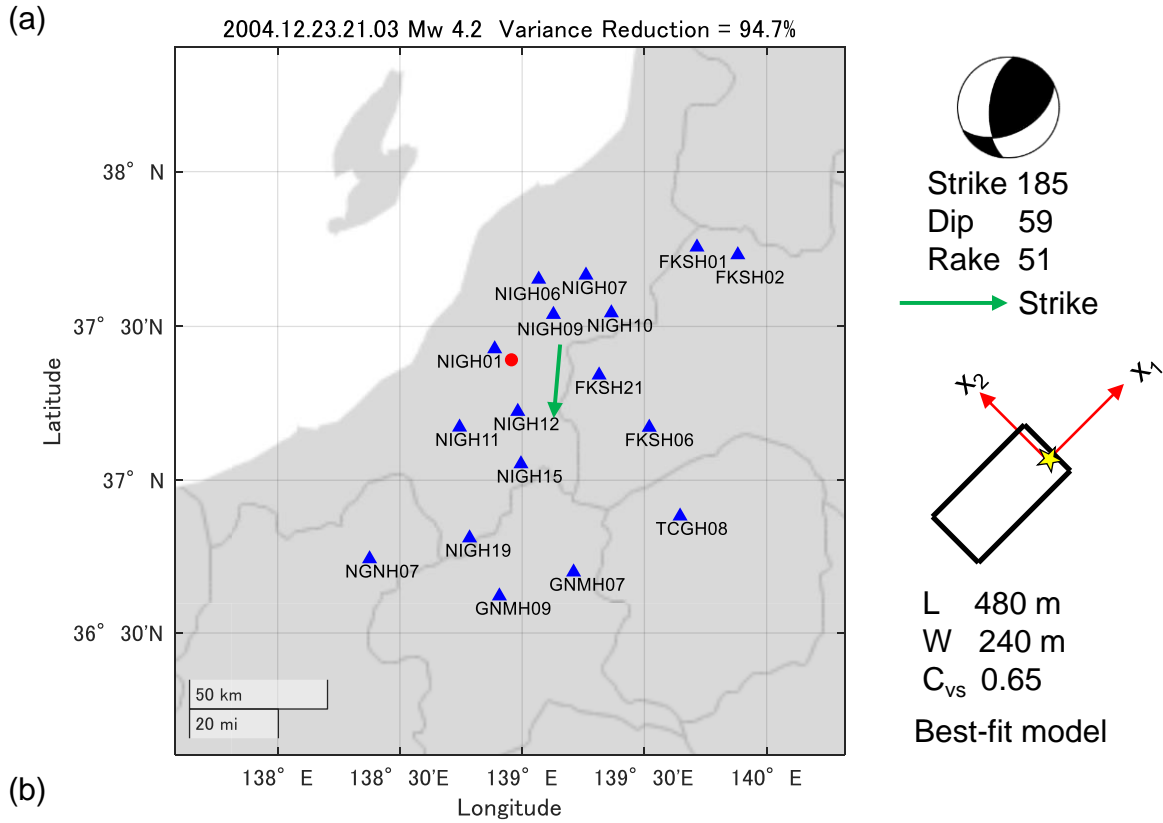 (a)
2004.12.23.21.03 Mw 4.2 Variance Reduction = 94.7%
38° N
37° 30'N
37° N
36° 30'N
Latitude
138° E
138° 30'E
139° E
139° 30'E
140° E
Longitude
FKSH01
FKSH02
NIGH06
NIGH07
NIGH09
NIGH10
NIGH01
FKSH21
NIGH12
NIGH11
FKSH06
NIGH15
TCGH08
NIGH19
NGNH07
GNMH07
GNMH09
50 km
20 mi
Strike 185
Dip 59
Rake 51
Strike
X2
X1
L 480 m
W 240 m
Cvs 0.65
Best-fit model
(b)